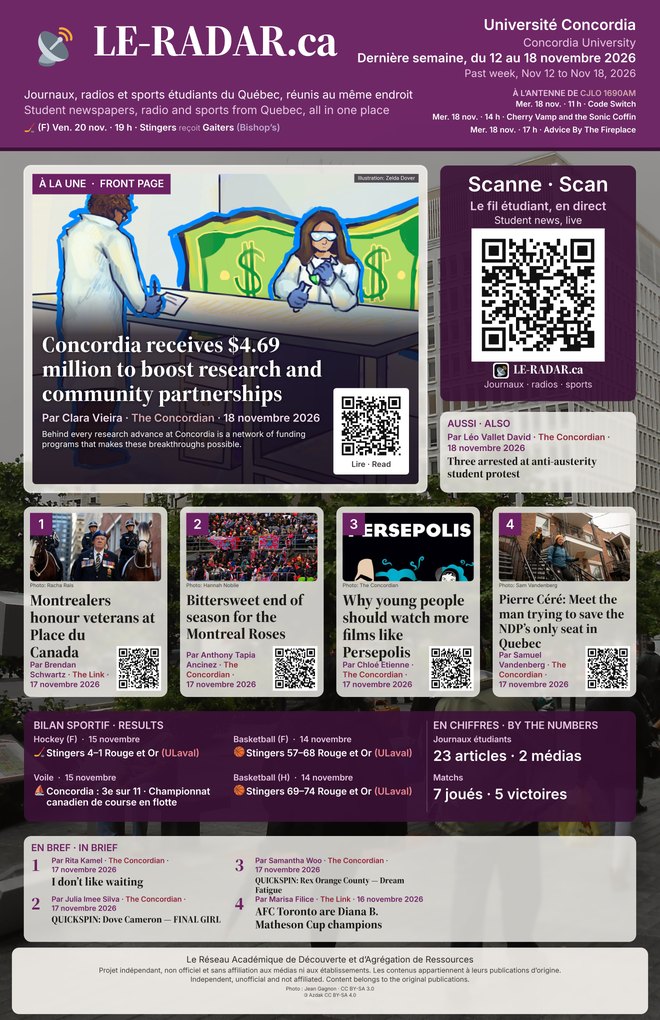 LE-RADAR.ca
Université Concordia
Concordia University
Dernière semaine, du 12 au 18 novembre 2026
Past week, Nov 12 to Nov 18, 2026
Journaux, radios et sports étudiants du Québec, réunis au même endroit
Student newspapers, radio and sports from Quebec, all in one place
(F) Ven. 20 nov. · 19 h · Stingers reçoit Gaiters (Bishop's)
À L'ANTENNE DE CJLO 1690AM
Mer. 18 nov. · 11 h · Code Switch
Mer. 18 nov. · 14 h · Cherry Vamp and the Sonic Coffin
Mer. 18 nov. · 17 h · Advice By The Fireplace
À LA UNE · FRONT PAGE
Illustration: Zelda Dover
Concordia receives $4.69
million to boost research and
community partnerships
Par Clara Vieira · The Concordian · 18 novembre 2026
Behind every research advance at Concordia is a network of funding
programs that makes these breakthroughs possible.
Lire · Read
Scanne · Scan
Le fil étudiant, en direct
Student news, live
LE-RADAR.ca
Journaux · radios · sports
AUSSI · ALSO
Par Léo Vallet David · The Concordian ·
18 novembre 2026
Three arrested at anti-austerity
student protest
1
Photo: Racha Rais
Montrealers
honour veterans at
Place du
Canada
Par Brendan
Schwartz · The Link ·
17 novembre 2026
2
Photo: Hannah Noblie
Bittersweet end of
season for the
Montreal Roses
Par Anthony Tapia
Ancinez · The
Concordian ·
17 novembre 2026
3
PERSEPOLIS
Photo: The Concordian
Why young people
should watch more
films like
Persepolis
Par Chloé Étienne ·
The Concordian ·
17 novembre 2026
4
Photo: Sam Vandenberg
Pierre Céré: Meet the
man trying to save the
NDP's only seat in
Quebec
Par Samuel
Vandenberg · The
Concordian ·
17 novembre 2026
BILAN SPORTIF · RESULTS
Hockey (F) · 15 novembre
Stingers 4–1 Rouge et Or (ULaval)
Voile · 15 novembre
Concordia : 3e sur 11 · Championnat
canadien de course en flotte
Basketball (F) · 14 novembre
Stingers 57–68 Rouge et Or (ULaval)
Basketball (H) · 14 novembre
Stingers 69–74 Rouge et Or (ULaval)
EN CHIFFRES · BY THE NUMBERS
Journaux étudiants
23 articles · 2 médias
Matchs
7 joués · 5 victoires
EN BREF · IN BRIEF
1
Par Rita Kamel · The Concordian ·
17 novembre 2026
I don't like waiting
2
Par Julia Imee Silva · The Concordian ·
17 novembre 2026
QUICKSPIN: Dove Cameron — FINAL GIRL
3
Par Samantha Woo · The Concordian ·
17 novembre 2026
QUICKSPIN: Rex Orange County — Dream
Fatigue
4
Par Marisa Filice · The Link · 16 novembre 2026
AFC Toronto are Diana B.
Matheson Cup champions
Le Réseau Académique de Découverte et d'Agrégation de Ressources
Projet indépendant, non officiel et sans affiliation aux médias ni aux établissements. Les contenus appartiennent à leurs publications d'origine.
Independent, unofficial and not affiliated. Content belongs to the original publications.
Photo : Jean Gagnon · CC BY-SA 3.0
© Azdak CC BY-SA 4.0